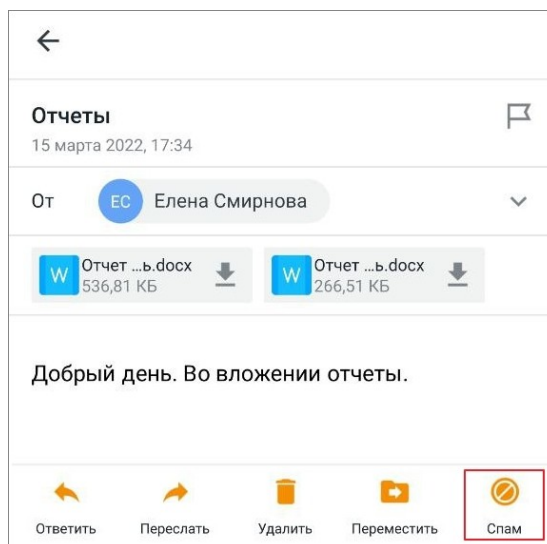 Отчеты
15 марта 2022, 17:34
От ЕС Елена Смирнова
W Отчет ...ь.docx W Отчет ...ь.docx
536,81 КБ 266,51 КБ
Добрый день. Во вложении отчеты.
Ответить Переслать Удалить Переместить Спам